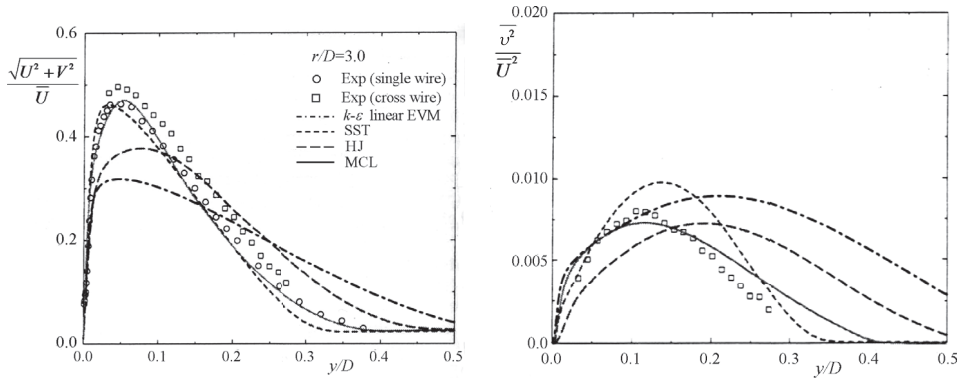 √U² + V²
U̅
0.6
0.4
0.2
0.0
0.0 0.1 0.2 0.3 0.4 0.5
y/D
r/D=3.0
Exp (single wire)
Exp (cross wire)
k-ε linear EVM
SST
HJ
MCL
v²
U̅²
0.020
0.015
0.010
0.005
0.0
0.0 0.1 0.2 0.3 0.4 0.5
y/D